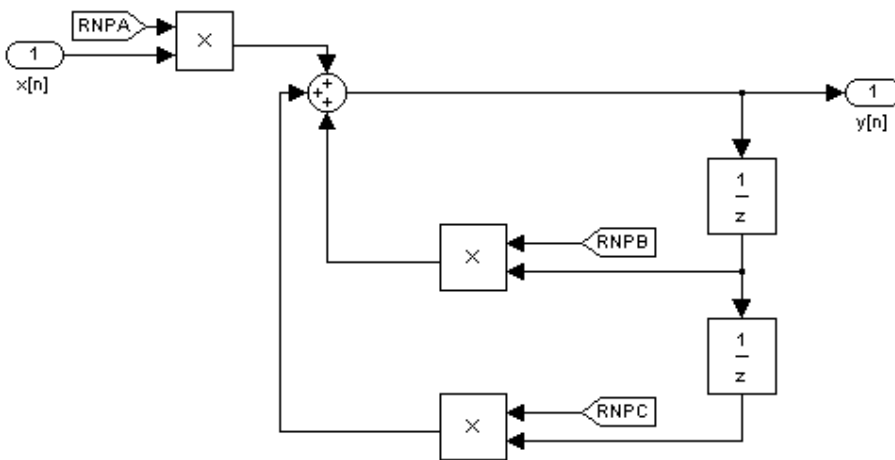 RNPA
1
x[n]
×
+
+
+
1
y[n]
1
z
×
RNPB
1
z
×
RNPC